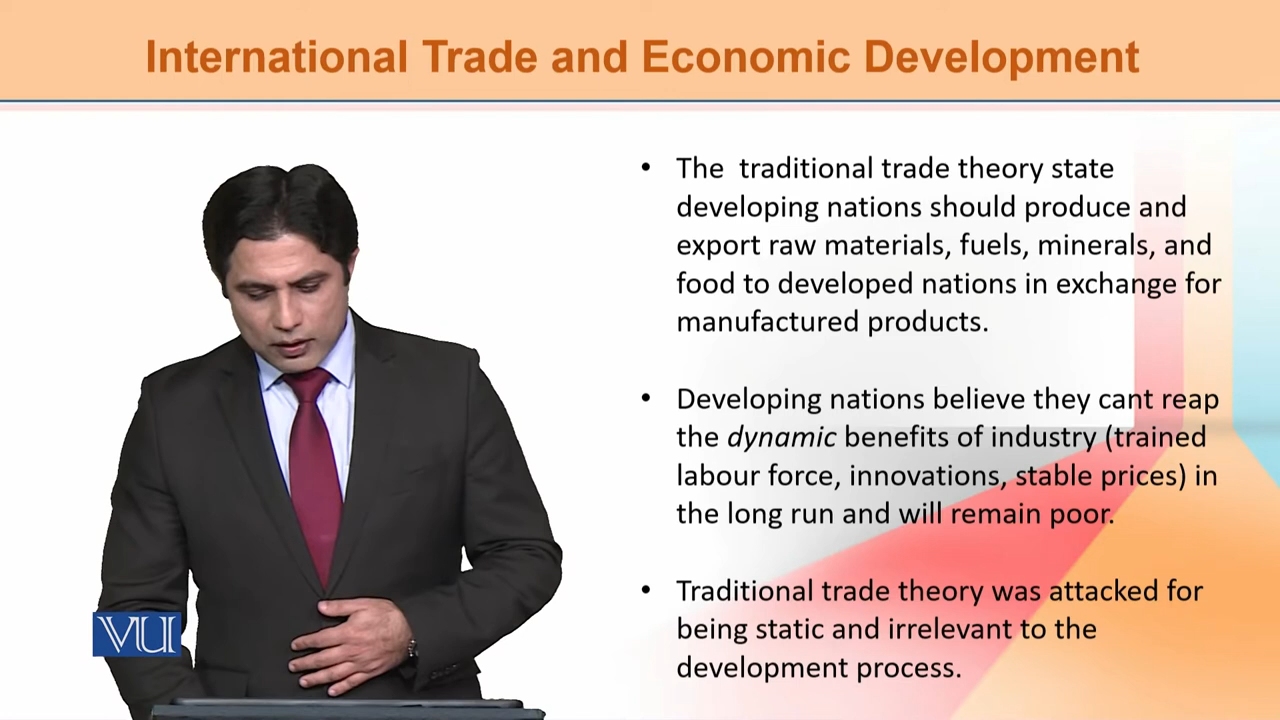 International Trade and Economic Development
• The traditional trade theory state
developing nations should produce and
export raw materials, fuels, minerals, and
food to developed nations in exchange for
manufactured products.
• Developing nations believe they cant reap
the dynamic benefits of industry (trained
labour force, innovations, stable prices) in
the long run and will remain poor.
• Traditional trade theory was attacked for
being static and irrelevant to the
development process.
VU